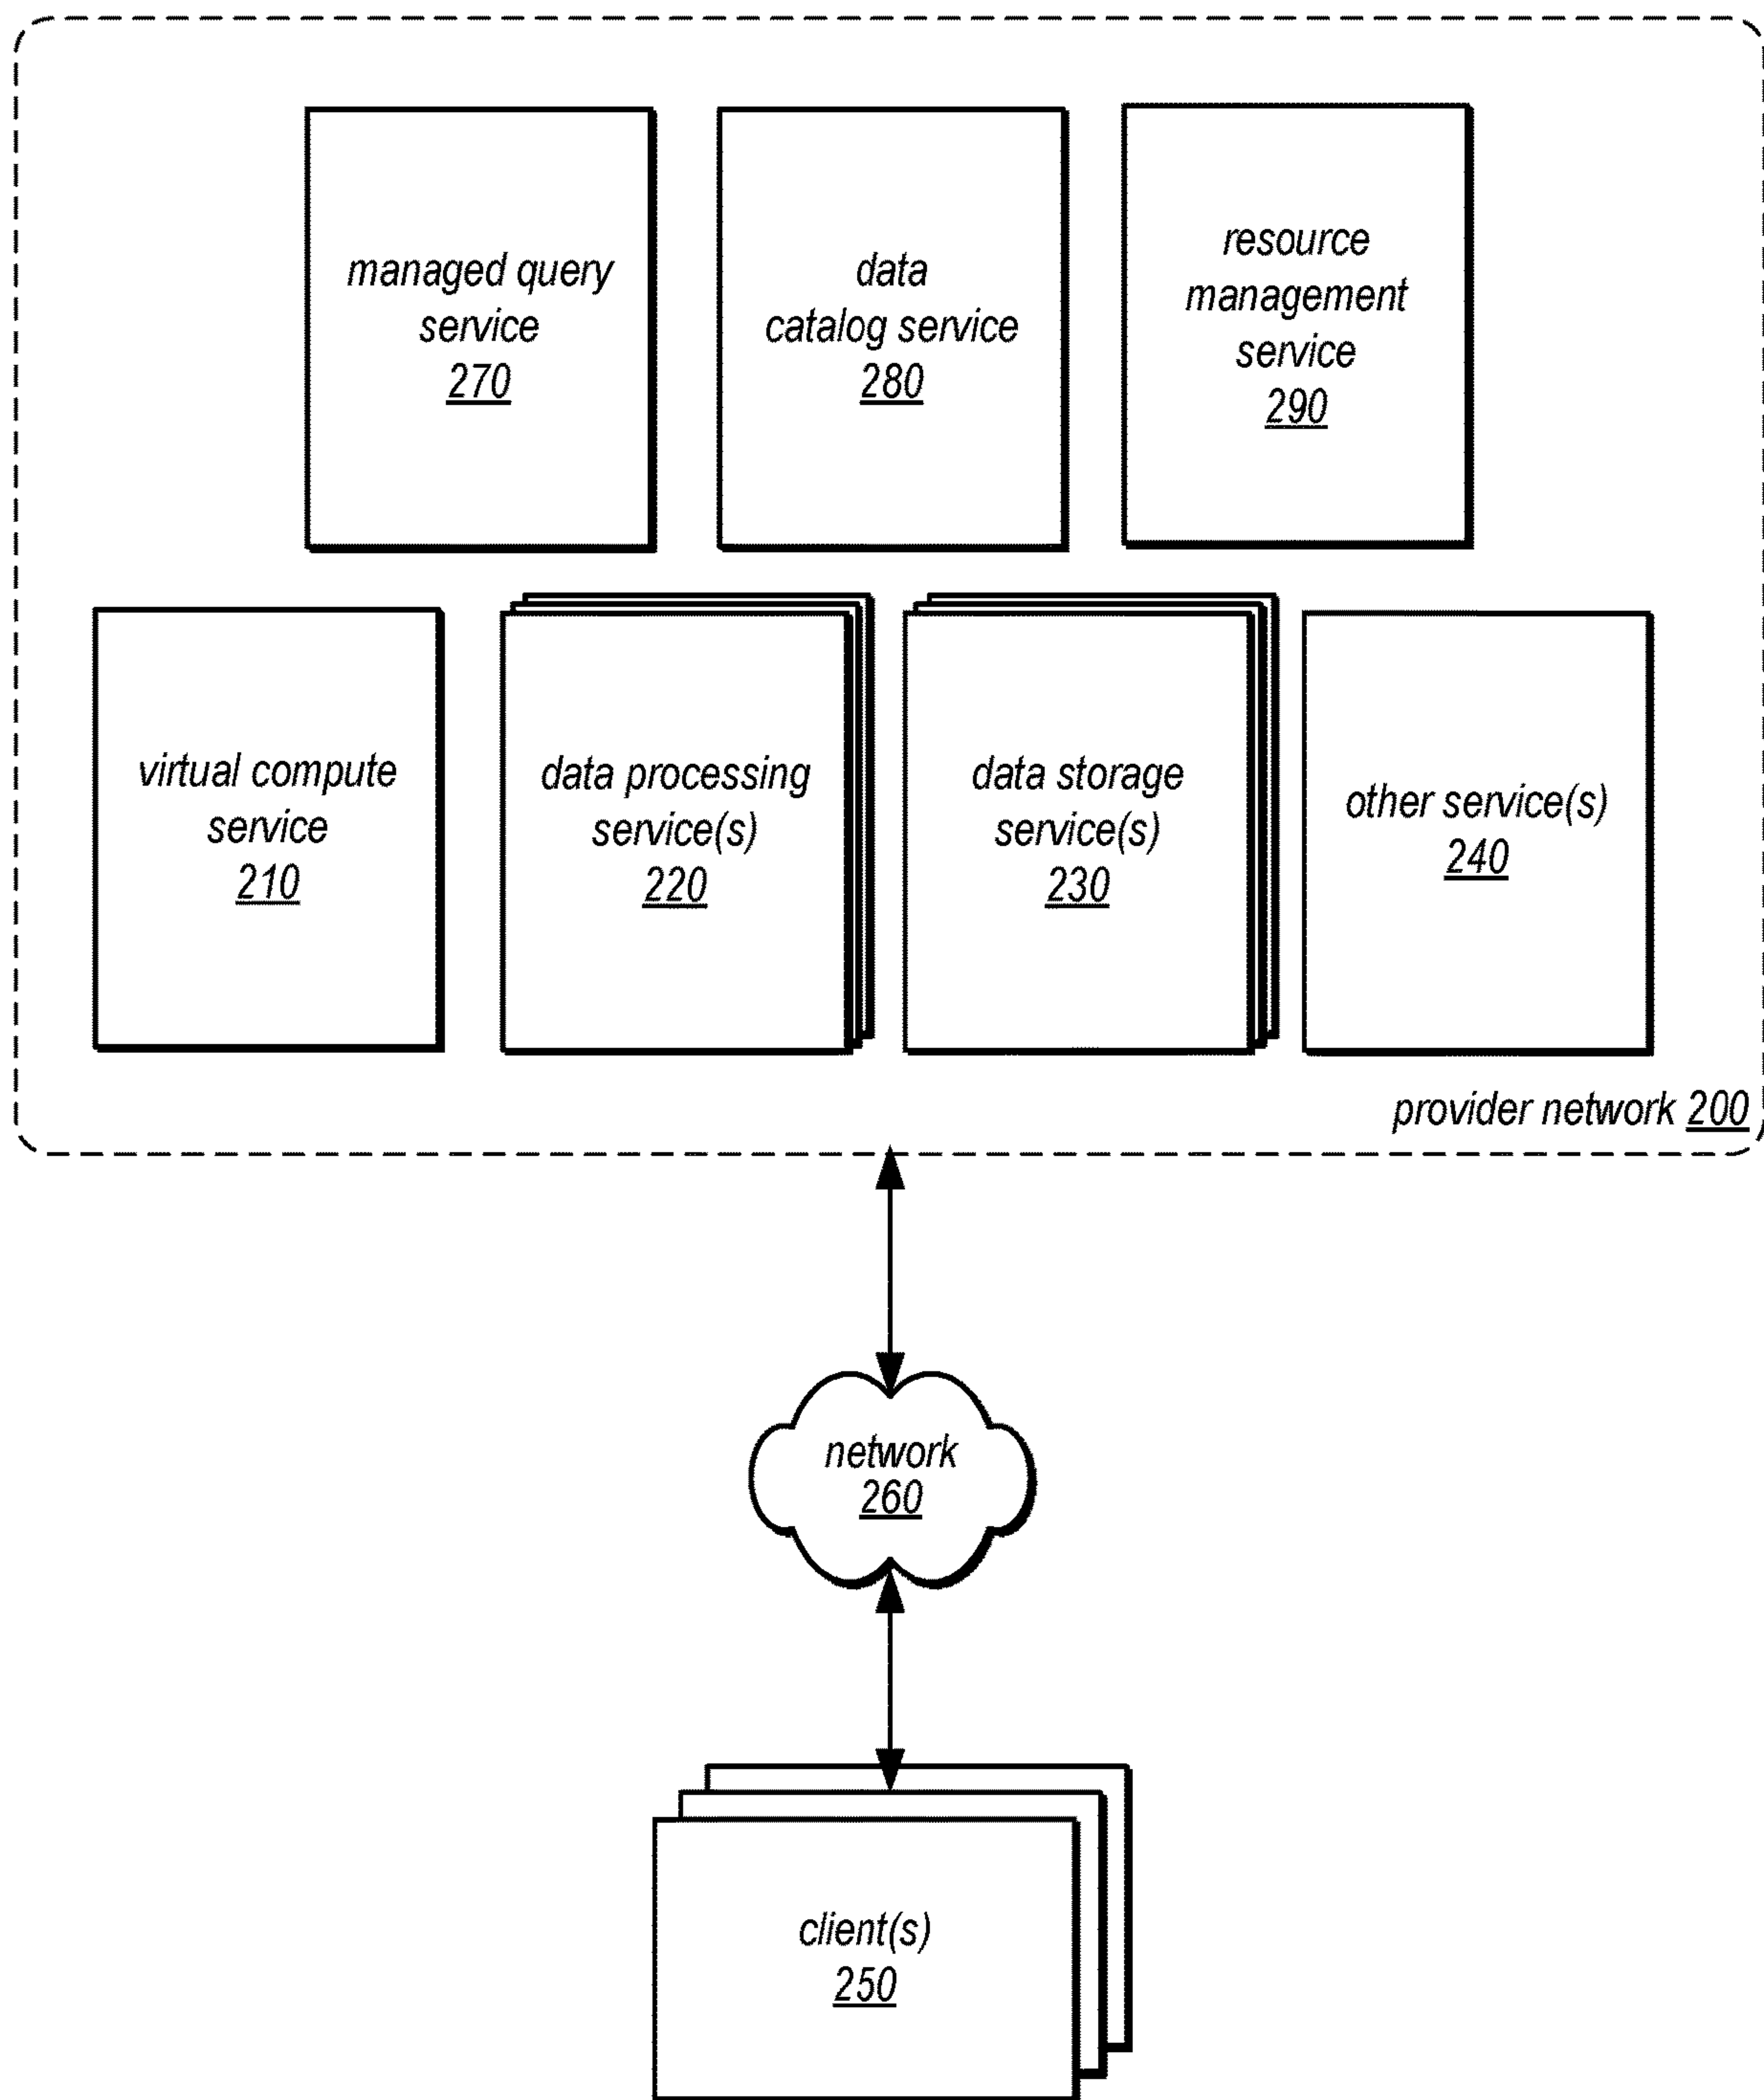 managed query
service
270
data
catalog service
280
resource
management
service
290
virtual compute
service
210
data processing
service(s)
220
data storage
service(s)
230
other service(s)
240
provider network 200
network
260
client(s)
250